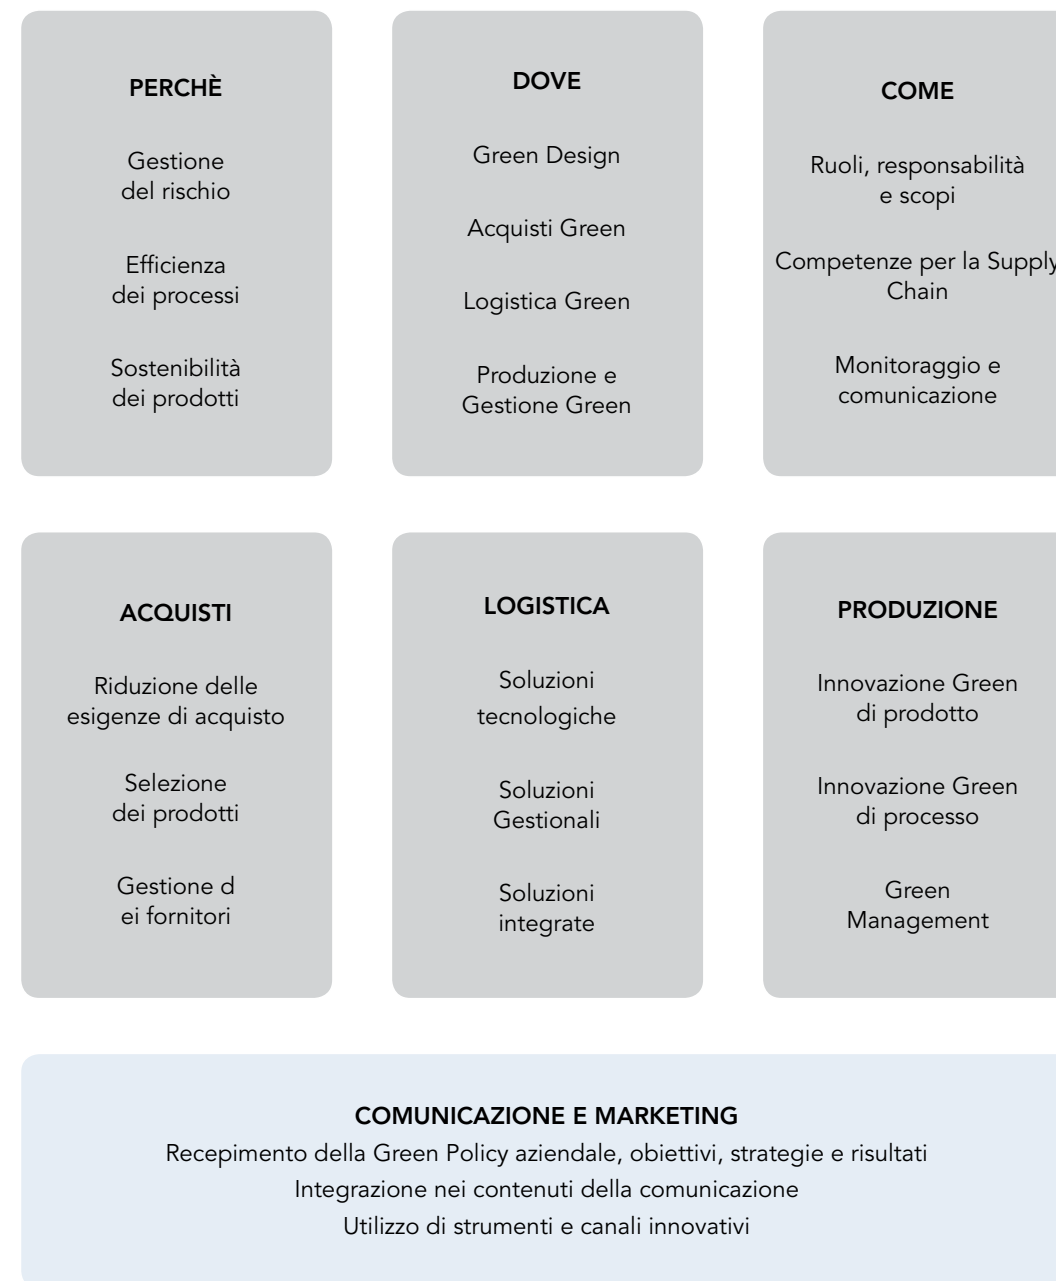 PERCHÈ
Gestione
del rischio
Efficienza
dei processi
Sostenibilità
dei prodotti
DOVE
Green Design
Acquisti Green
Logistica Green
Produzione e
Gestione Green
COME
Ruoli, responsabilità
e scopi
Competenze per la Supply
Chain
Monitoraggio e
comunicazione
ACQUISTI
Riduzione delle
esigenze di acquisto
Selezione
dei prodotti
Gestione d
ei fornitori
LOGISTICA
Soluzioni
tecnologiche
Soluzioni
Gestionali
Soluzioni
integrate
PRODUZIONE
Innovazione Green
di prodotto
Innovazione Green
di processo
Green
Management
COMUNICAZIONE E MARKETING
Recepimento della Green Policy aziendale, obiettivi, strategie e risultati
Integrazione nei contenuti della comunicazione
Utilizzo di strumenti e canali innovativi